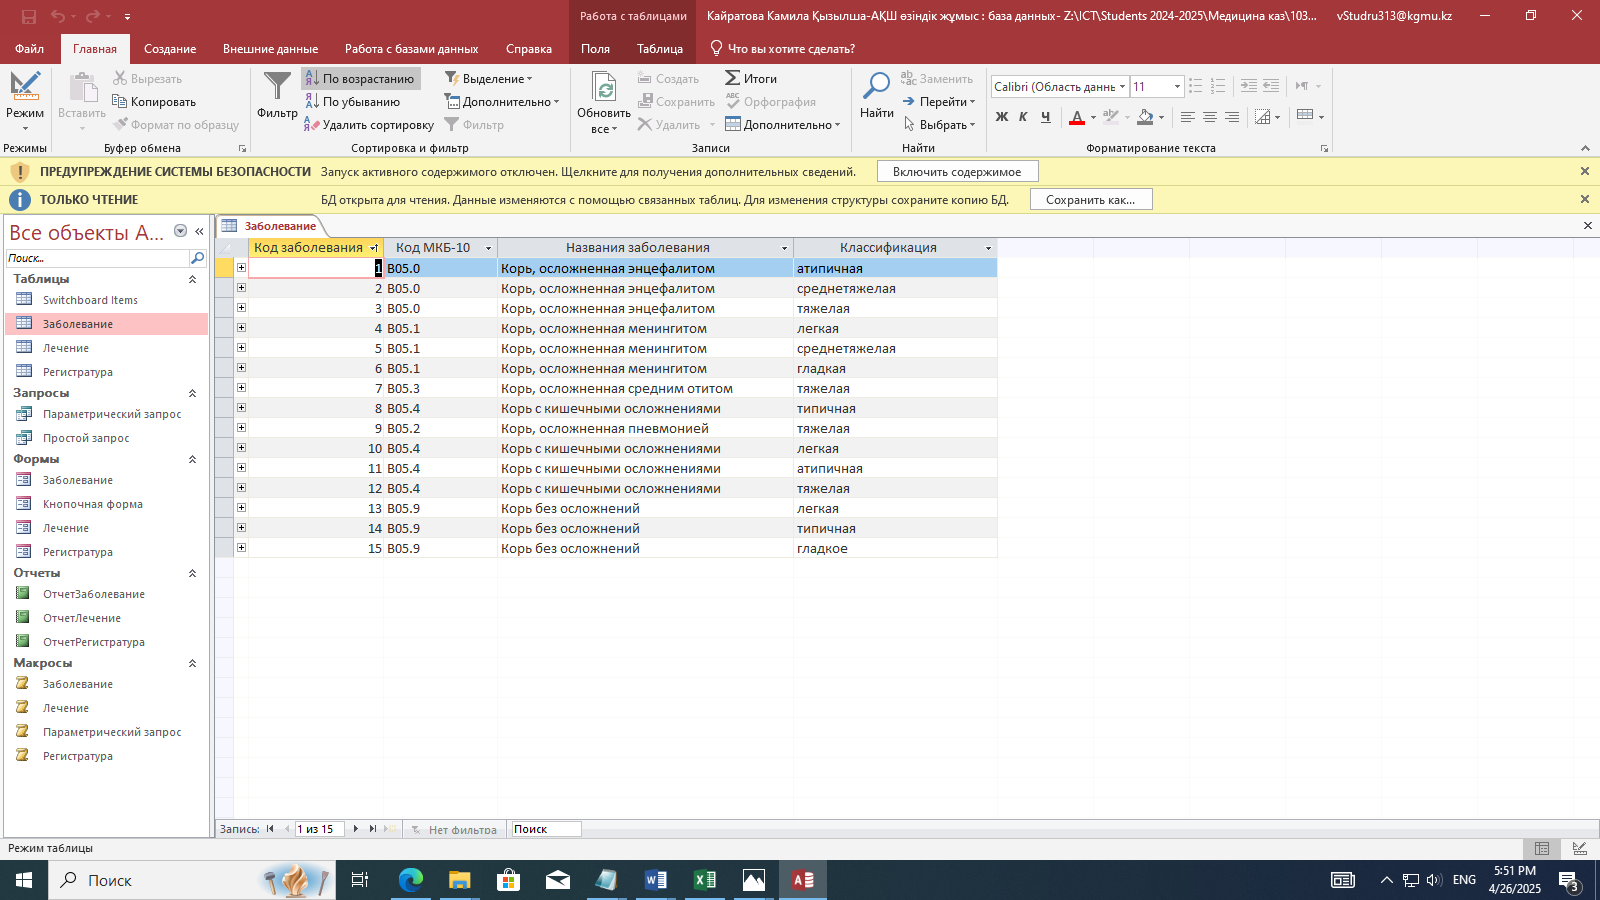 Работа с таблицами
Кайратова Камила Қызылша-АҚШ өзіндік жұмыс : база данных- Z:\ICT\Students 2024-2025\Медицина каз\103...
vStudru313@kgmu.kz
Файл Главная Создание Внешние данные Работа с базами данных Справка Поля Таблица Что вы хотите сделать?
Режим
Режимы
Вставить
Вырезать
Копировать
Формат по образцу
Буфер обмена
Фильтр
По возрастанию
По убыванию
Удалить сортировку
Выделение
Дополнительно
Фильтр
Сортировка и фильтр
Обновить
все
Создать
Сохранить
Удалить
Итоги
Орфография
Дополнительно
Записи
Найти
Заменить
Перейти
Выбрать
Найти
Calibri (Область данн 11
Ж К Ч
Форматирование текста
ПРЕДУПРЕЖДЕНИЕ СИСТЕМЫ БЕЗОПАСНОСТИ Запуск активного содержимого отключен. Щелкните для получения дополнительных сведений. Включить содержимое
ТОЛЬКО ЧТЕНИЕ БД открыта для чтения. Данные изменяются с помощью связанных таблиц. Для изменения структуры сохраните копию БД. Сохранить как...
Все объекты A...
Поиск...
Таблицы
Switchboard Items
Заболевание
Лечение
Регистратура
Запросы
Параметрический запрос
Простой запрос
Формы
Заболевание
Кнопочная форма
Лечение
Регистратура
Отчеты
ОтчетЗаболевание
ОтчетЛечение
ОтчетРегистратура
Макросы
Заболевание
Лечение
Параметрический запрос
Регистратура
Заболевание
Код заболевания Код МКБ-10 Названия заболевания Классификация
1 B05.0 Корь, осложненная энцефалитом атипичная
2 B05.0 Корь, осложненная энцефалитом среднетяжелая
3 B05.0 Корь, осложненная энцефалитом тяжелая
4 B05.1 Корь, осложненная менингитом легкая
5 B05.1 Корь, осложненная менингитом среднетяжелая
6 B05.1 Корь, осложненная менингитом гладкая
7 B05.3 Корь, осложненная средним отитом тяжелая
8 B05.4 Корь с кишечными осложнениями типичная
9 B05.2 Корь, осложненная пневмонией тяжелая
10 B05.4 Корь с кишечными осложнениями легкая
11 B05.4 Корь с кишечными осложнениями атипичная
12 B05.4 Корь с кишечными осложнениями тяжелая
13 B05.9 Корь без осложнений легкая
14 B05.9 Корь без осложнений типичная
15 B05.9 Корь без осложнений гладкое
Запись: 1 из 15 Нет фильтра Поиск
Режим таблицы
Поиск
ENG
5:51 PM
4/26/2025
3